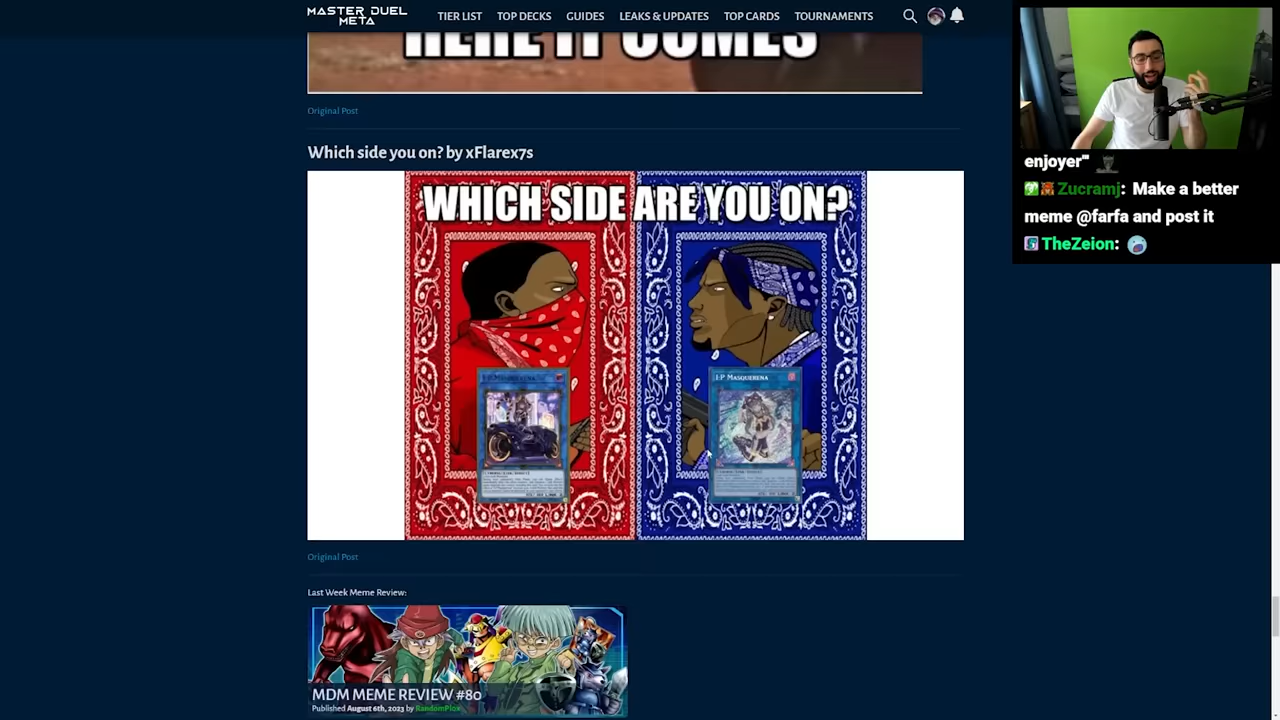 MASTER DUEL
META
TIER LIST
TOP DECKS
GUIDES
LEAKS & UPDATES
TOP CARDS
TOURNAMENTS
HERE IT COMES
Original Post
Which side you on? by xFlarex7s
WHICH SIDE ARE YOU ON?
I:P MASQUERENA
I:P MASQUERENA
Original Post
Last Week Meme Review:
MDM MEME REVIEW #80
Published August 6th, 2023 by RandomPlox
enjoyer"
Zucramj: Make a better
meme @farfa and post it
TheZeion: